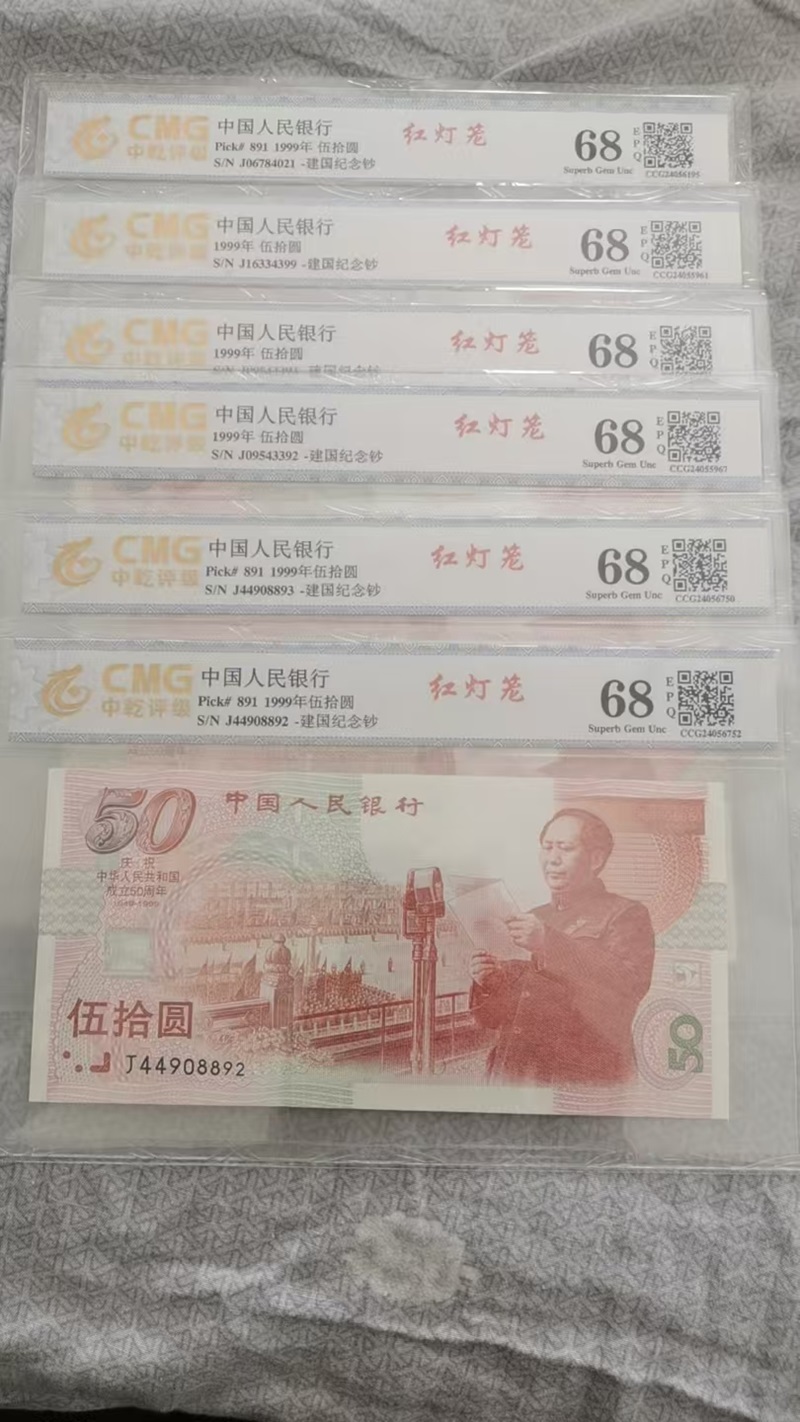 CMG
中乾评级
中国人民银行
Pick# 891 1999年 伍拾圆
S/N J06784021 -建国纪念钞
红灯笼
68
EPQ
Superb Gem Unc
CCG24056195
CMG
中乾评级
中国人民银行
1999年 伍拾圆
S/N J16334399 -建国纪念钞
红灯笼
68
EPQ
Superb Gem Unc
CCG24055961
CMG
中国人民银行
1999年 伍拾圆
红灯笼
68
EPQ
CMG
中乾评级
中国人民银行
1999年 伍拾圆
S/N J09543392 -建国纪念钞
红灯笼
68
EPQ
Superb Gem Unc
CCG24055967
CMG
中乾评级
中国人民银行
Pick# 891 1999年伍拾圆
S/N J44908893 -建国纪念钞
红灯笼
68
EPQ
Superb Gem Unc
CCG24056750
CMG
中乾评级
中国人民银行
Pick# 891 1999年伍拾圆
S/N J44908892 -建国纪念钞
红灯笼
68
EPQ
Superb Gem Unc
CCG24056752
50
中国人民银行
庆祝
中华人民共和国
成立50周年
1949-1999
伍拾圆
J44908892
50